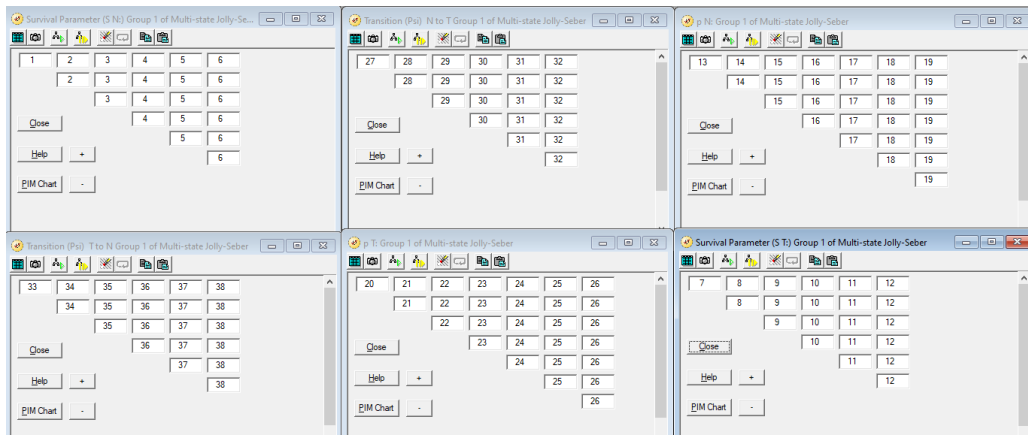 Survival Parameter (S N:) Group 1 of Multi-state Jolly-Se...
1 2 3 4 5 6
2 3 4 5 6
3 4 5 6
4 5 6
5 6
6
Close
Help +
PIM Chart -
Transition (Psi) N to T Group 1 of Multi-state Jolly-Seber
27 28 29 30 31 32
28 29 30 31 32
29 30 31 32
30 31 32
31 32
32
Close
Help +
PIM Chart -
p N: Group 1 of Multi-state Jolly-Seber
13 14 15 16 17 18 19
14 15 16 17 18 19
15 16 17 18 19
16 17 18 19
17 18 19
18 19
19
Close
Help +
PIM Chart -
Transition (Psi) T to N Group 1 of Multi-state Jolly-Seber
33 34 35 36 37 38
34 35 36 37 38
35 36 37 38
36 37 38
37 38
38
Close
Help +
PIM Chart -
p T: Group 1 of Multi-state Jolly-Seber
20 21 22 23 24 25 26
21 22 23 24 25 26
22 23 24 25 26
23 24 25 26
24 25 26
25 26
26
Close
Help +
PIM Chart -
Survival Parameter (S T:) Group 1 of Multi-state Jolly-Seber
7 8 9 10 11 12
8 9 10 11 12
9 10 11 12
10 11 12
11 12
12
Close
Help +
PIM Chart -